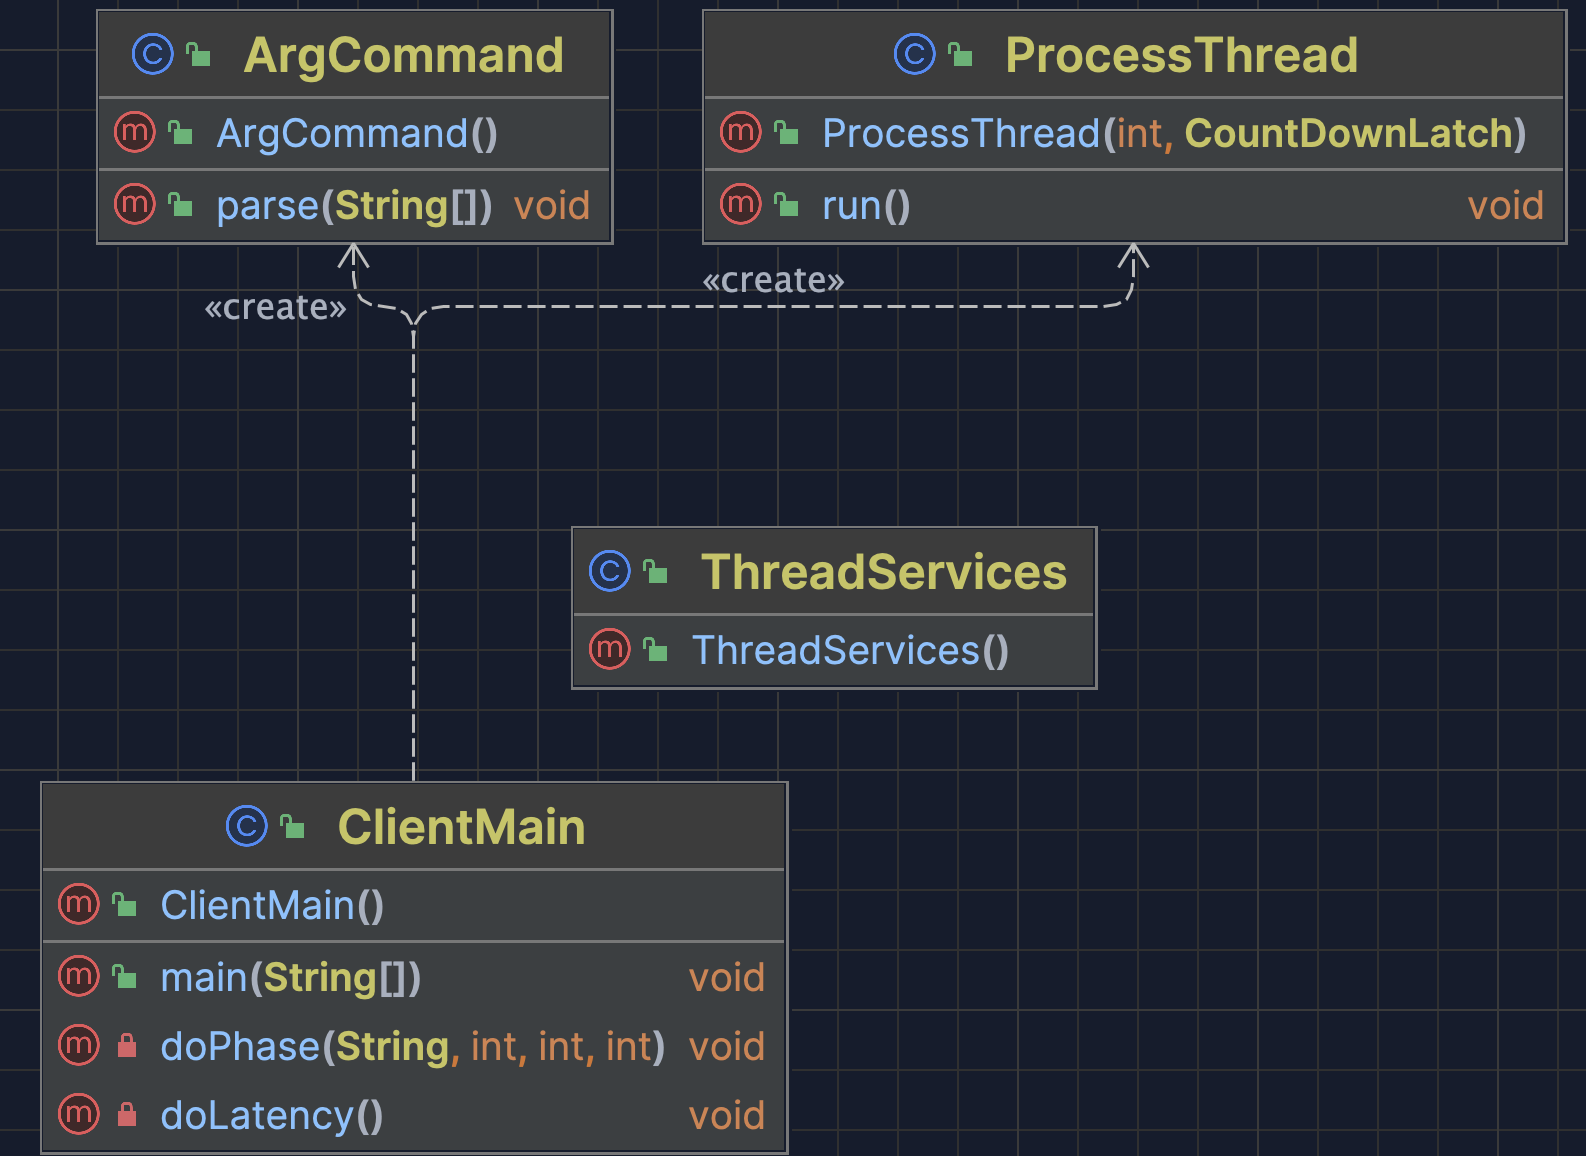 ArgCommand
ArgCommand()
parse(String[]) void
ProcessThread
ProcessThread(int, CountDownLatch)
run() void
«create»
«create»
ThreadServices
ThreadServices()
ClientMain
ClientMain()
main(String[]) void
doPhase(String, int, int, int) void
doLatency() void